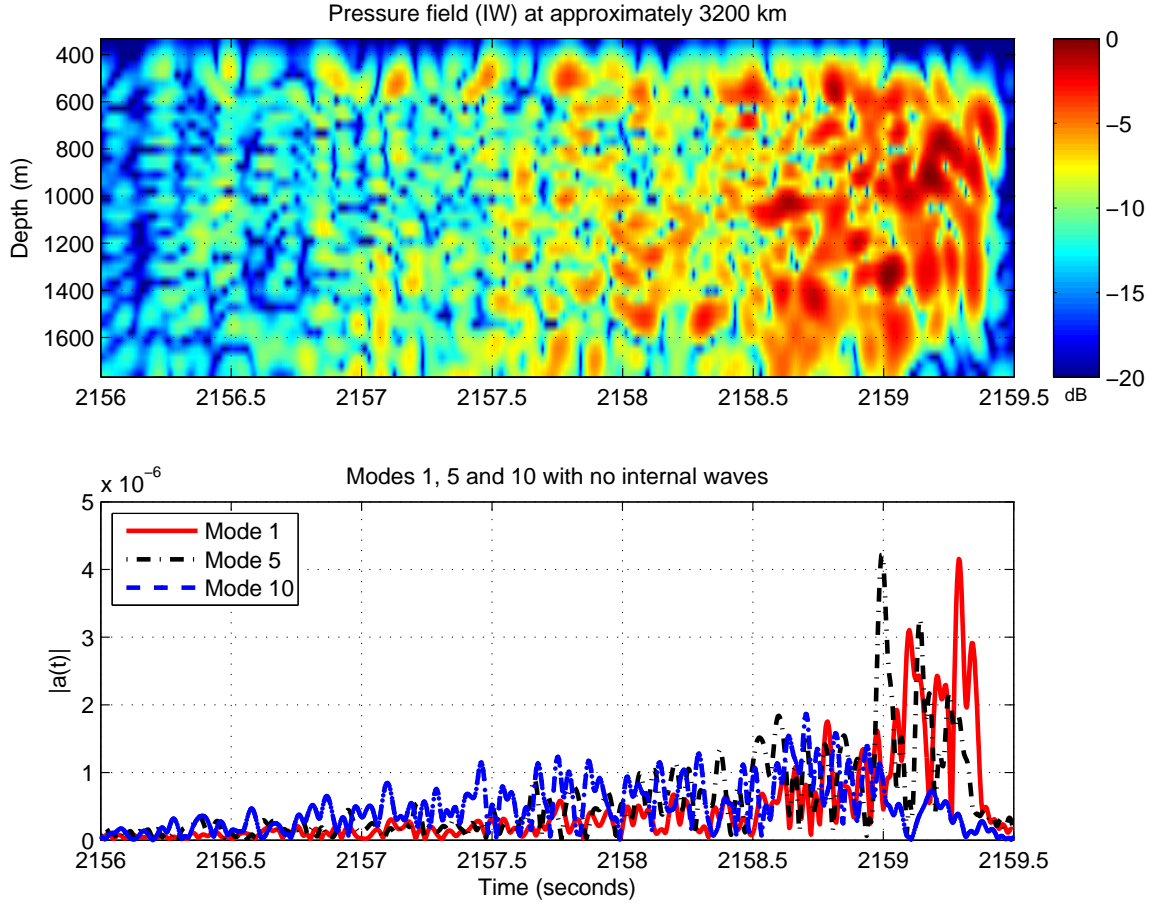 Pressure field (IW) at approximately 3200 km
Depth (m)
400
600
800
1000
1200
1400
1600
2156 2156.5 2157 2157.5 2158 2158.5 2159 2159.5
0
−5
−10
−15
−20
dB
Modes 1, 5 and 10 with no internal waves
x 10−6
|a(t)|
5
4
3
2
1
0
Mode 1
Mode 5
Mode 10
2156 2156.5 2157 2157.5 2158 2158.5 2159 2159.5
Time (seconds)